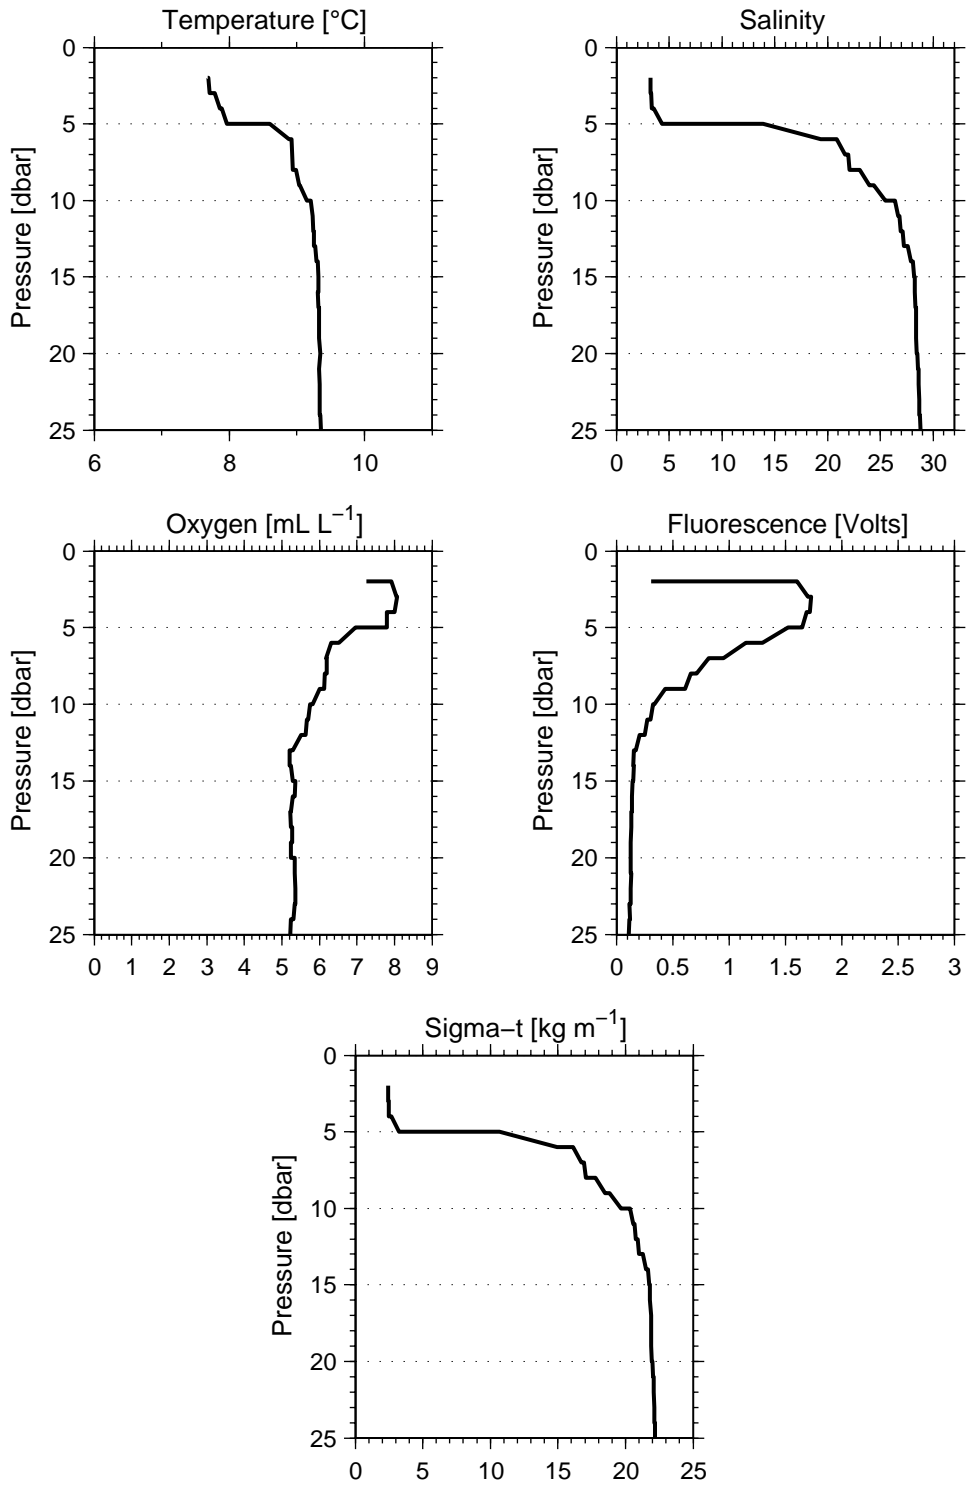 Temperature [°C]
0
5
10
15
20
25
Pressure [dbar]
6 8 10
Salinity
0
5
10
15
20
25
Pressure [dbar]
0 5 10 15 20 25 30
Oxygen [mL L⁻¹]
0
5
10
15
20
25
Pressure [dbar]
0 1 2 3 4 5 6 7 8 9
Fluorescence [Volts]
0
5
10
15
20
25
Pressure [dbar]
0 0.5 1 1.5 2 2.5 3
Sigma−t [kg m⁻¹]
0
5
10
15
20
25
Pressure [dbar]
0 5 10 15 20 25